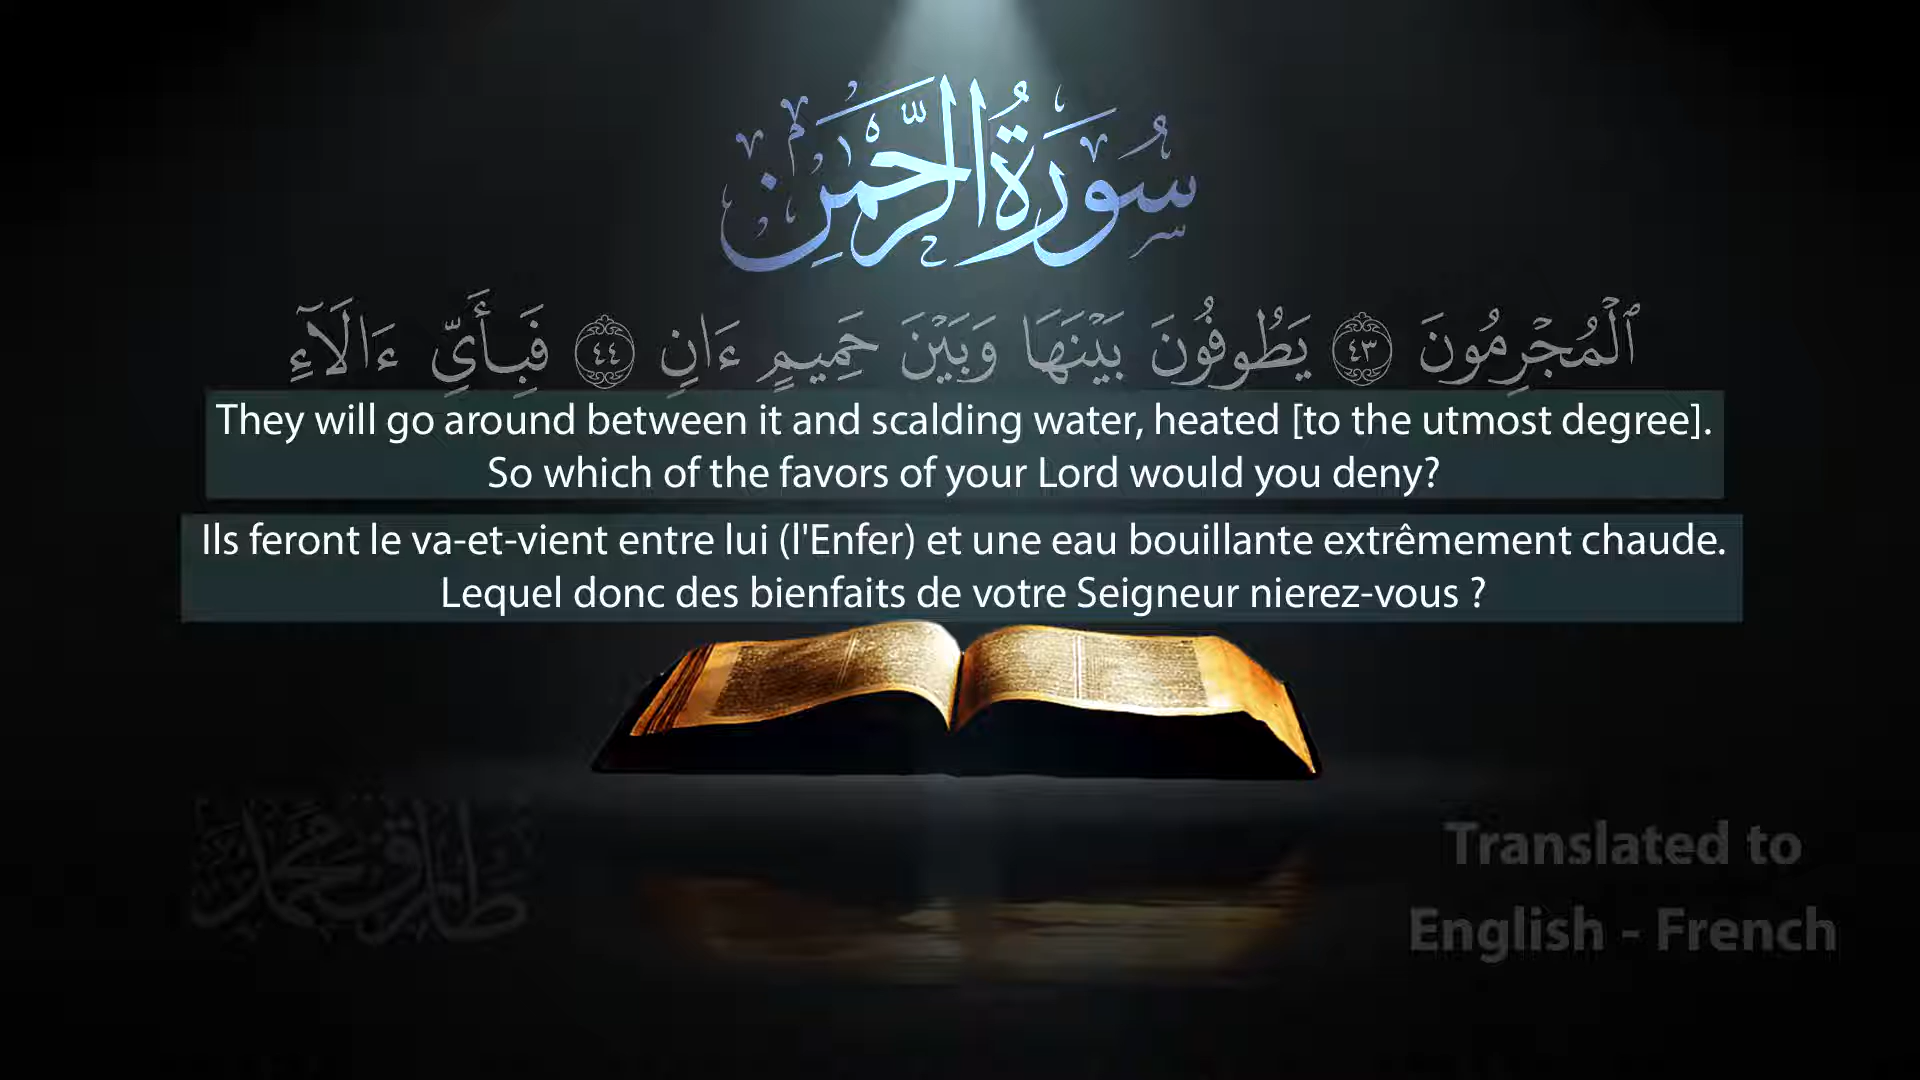 سُورَةُ الرَّحْمَٰنِ
ٱلْمُجْرِمُونَ ٤٣ يَطُوفُونَ بَيْنَهَا وَبَيْنَ حَمِيمٍ ءَانٍ ٤٤ فَبِأَيِّ ءَالَآءِ
They will go around between it and scalding water, heated [to the utmost degree].
So which of the favors of your Lord would you deny?
Ils feront le va-et-vient entre lui (l'Enfer) et une eau bouillante extrêmement chaude.
Lequel donc des bienfaits de votre Seigneur nierez-vous ?
طارق محمد
Translated to
English - French